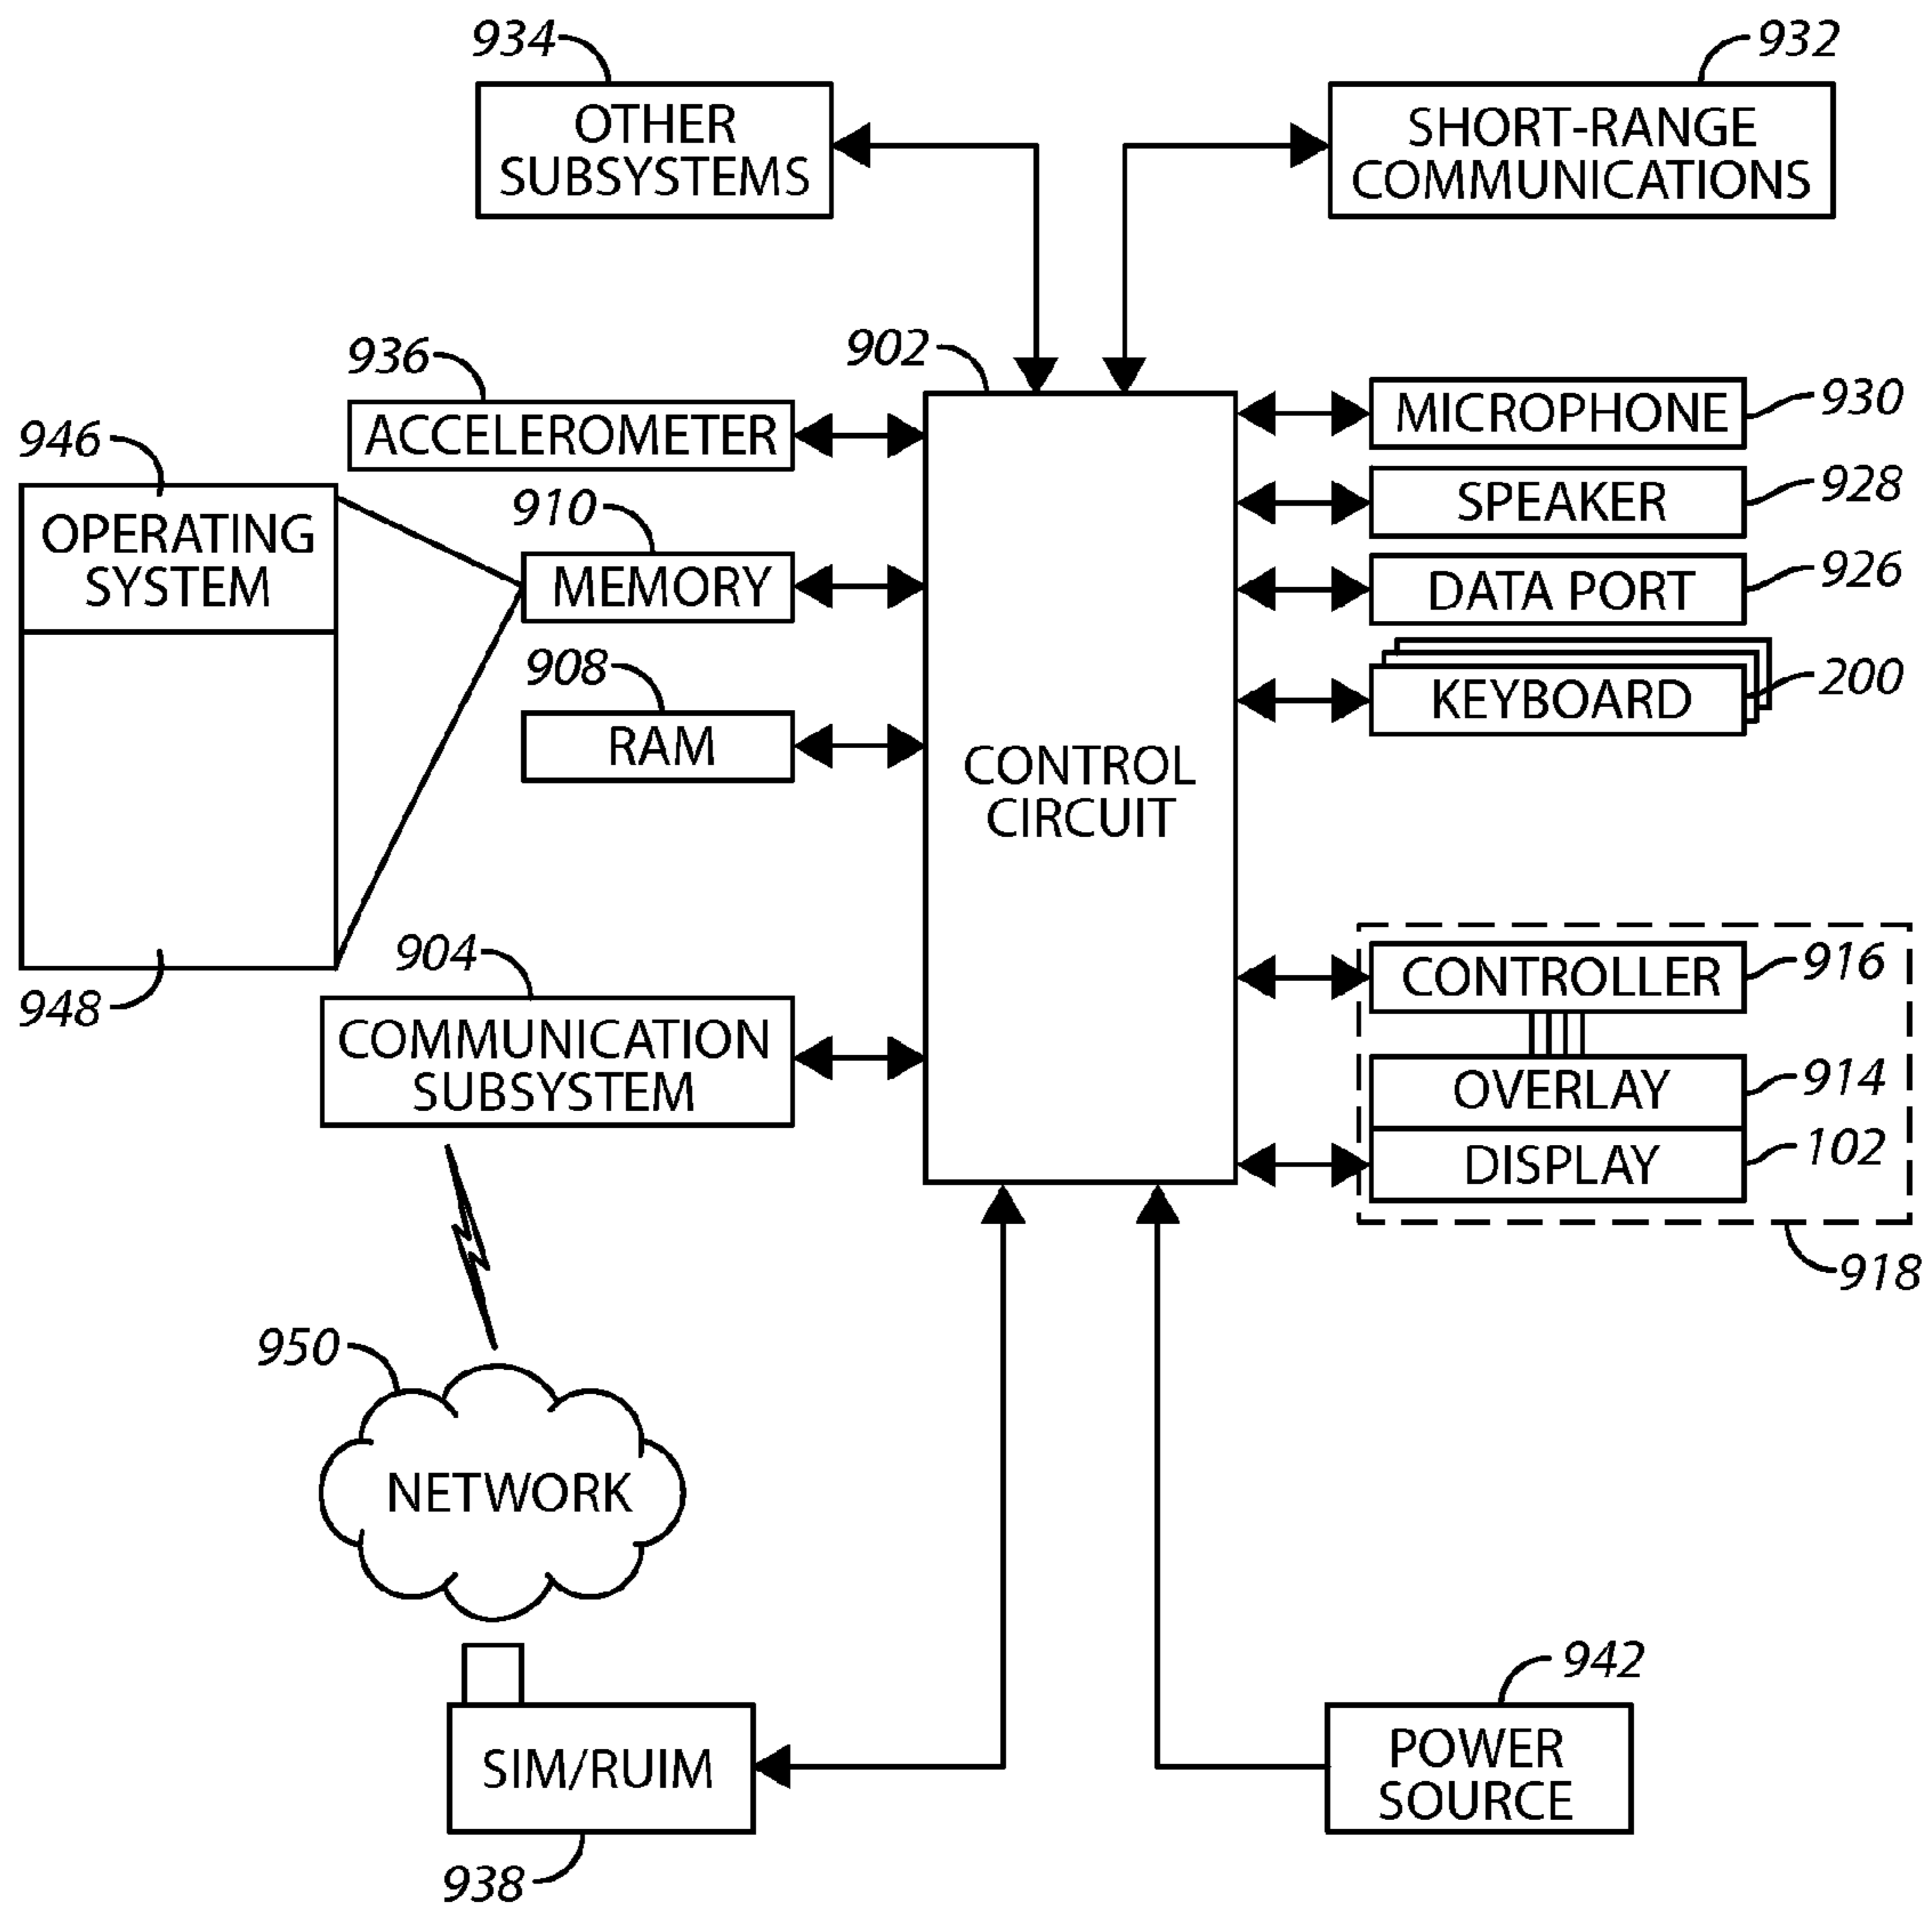 934
932
OTHER
SUBSYSTEMS
SHORT-RANGE
COMMUNICATIONS
936
902
946
ACCELEROMETER
MICROPHONE
930
910
SPEAKER
928
OPERATING
SYSTEM
MEMORY
DATA PORT
926
908
KEYBOARD
200
RAM
CONTROL
CIRCUIT
904
CONTROLLER
916
948
COMMUNICATION
SUBSYSTEM
OVERLAY
914
DISPLAY
102
918
950
NETWORK
942
SIM/RUIM
POWER
SOURCE
938